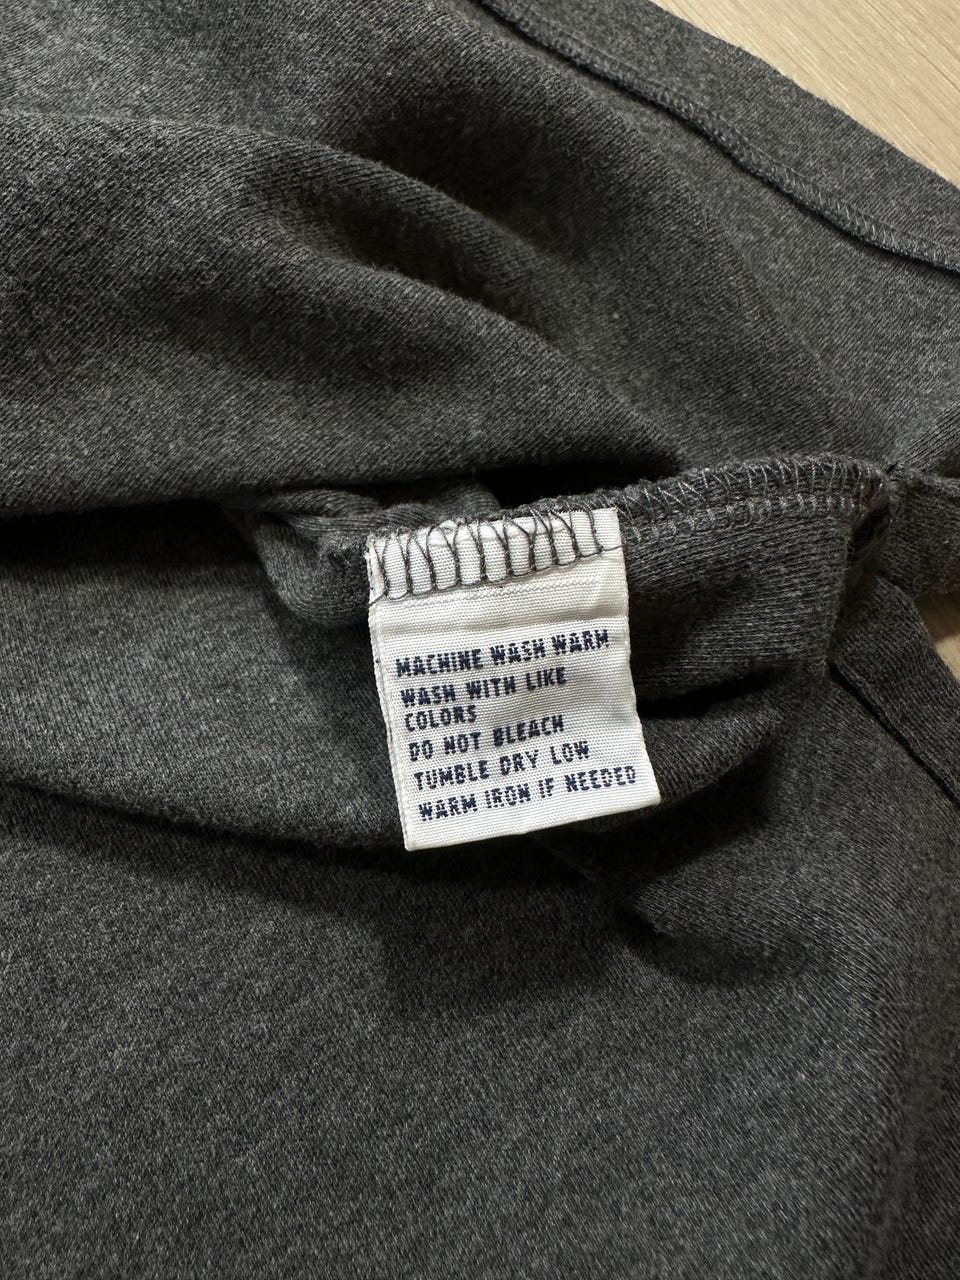 MACHINE WASH WARM
WASH WITH LIKE
COLORS
DO NOT BLEACH
TUMBLE DRY LOW
WARM IRON IF NEEDED